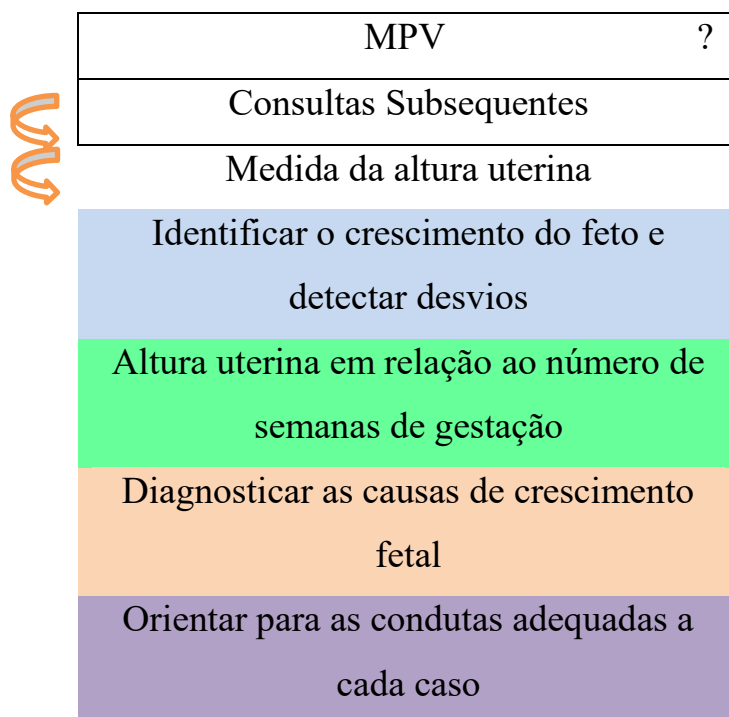 MPV ?
Consultas Subsequentes
Medida da altura uterina
Identificar o crescimento do feto e
detectar desvios
Altura uterina em relação ao número de
semanas de gestação
Diagnosticar as causas de crescimento
fetal
Orientar para as condutas adequadas a
cada caso